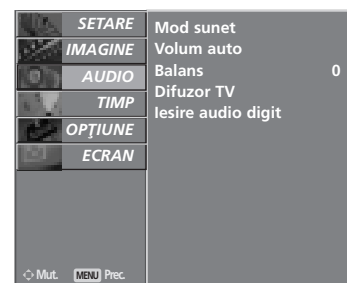 SETARE
IMAGINE
AUDIO
TIMP
OPŢIUNE
ECRAN
Mod sunet
Volum auto
Balans 0
Difuzor TV
Iesire audio digit
Mut. MENU Prec.